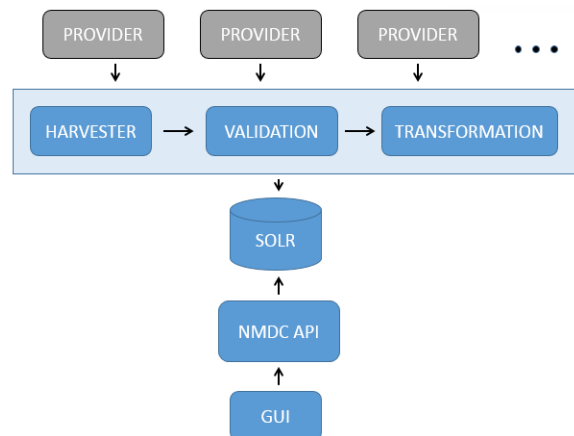 PROVIDER
PROVIDER
PROVIDER
HARVESTER
VALIDATION
TRANSFORMATION
SOLR
NMDC API
GUI